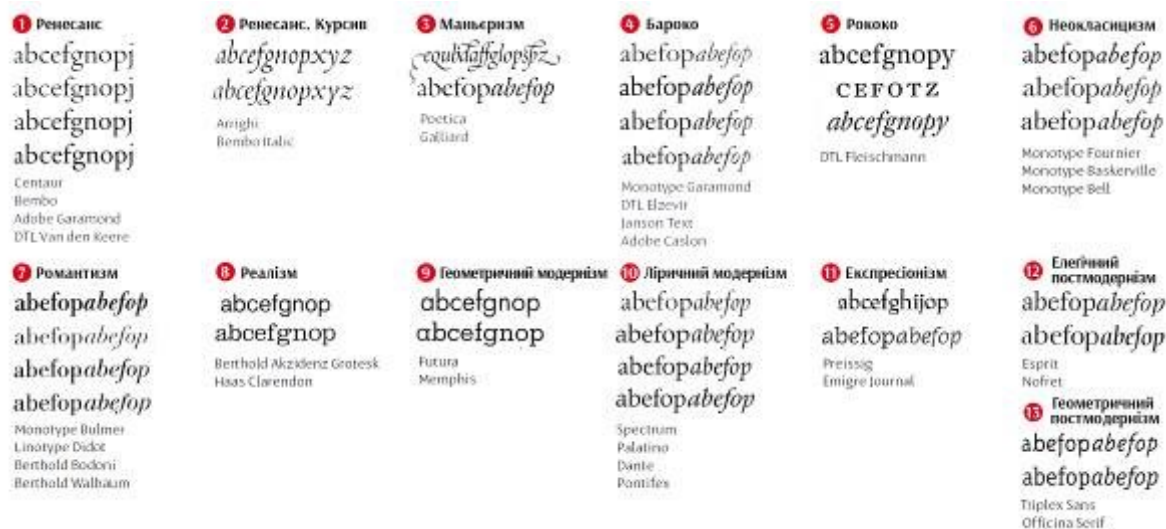 1 Ренесанс
abcefgnopj
abcefgnopj
abcefgnopj
abcefgnopj
Centaur
Bembo
Adobe Garamond
DTL Van den Keere
2 Ренесанс. Курсив
abcefgnopxyz
abcefgnopxyz
Arrighi
Bembo Italic
3 Маньєризм
abefopabefop
Poetica
Galliard
4 Бароко
abefopabefop
abefopabefop
abefopabefop
abefopabefop
Monotype Garamond
DTL Elzevir
Janson Text
Adobe Caslon
5 Рококо
abcefgnopy
CEFOTZ
abcefgnopy
DTL Fleischmann
6 Неокласицизм
abefopabefop
abefopabefop
abefopabefop
Monotype Fournier
Monotype Baskerville
Monotype Bell
7 Романтизм
abefopabefop
abefopabefop
abefopabefop
abefopabefop
Monotype Bulmer
Linotype Didot
Berthold Bodoni
Berthold Walbaum
8 Реалізм
abcefgnop
abcefgnop
Berthold Akzidenz Grotesk
Haas Clarendon
9 Геометричний модернізм
abcefgnop
abcefgnop
Futura
Memphis
10 Ліричний модернізм
abefopabefop
abefopabefop
abefopabefop
abefopabefop
Spectrum
Palatino
Dante
Pontifex
11 Експресіонізм
abcefghijop
abefopabefop
Preissig
Emigre Journal
12 Елегічний
постмодернізм
abefopabefop
abefopabefop
Esprit
Nofret
13 Геометричний
постмодернізм
abefopabefop
abefopabefop
Triplex Sans
Officina Serif